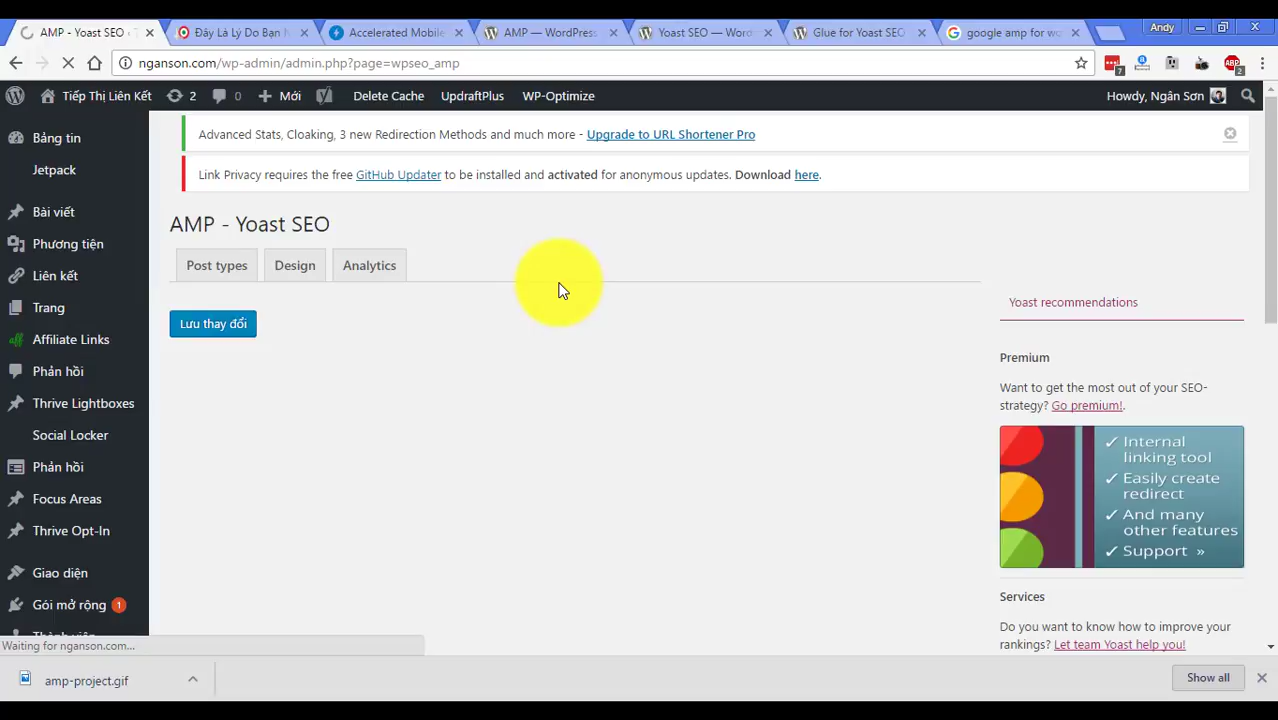 AMP - Yoast SEO ‹
Đây Là Lý Do Bạn N
Accelerated Mobile
AMP — WordPress
Yoast SEO — Word
Glue for Yoast SEO
google amp for wo
Andy
nganson.com/wp-admin/admin.php?page=wpseo_amp
7
ABP
2
Tiếp Thị Liên Kết
2
0
Mới
Delete Cache
UpdraftPlus
WP-Optimize
Howdy, Ngân Sơn
Bảng tin
Jetpack
Bài viết
Phương tiện
Liên kết
Trang
Affiliate Links
Phản hồi
Thrive Lightboxes
Social Locker
Phản hồi
Focus Areas
Thrive Opt-In
Giao diện
Gói mở rộng 1
Thành viên
Advanced Stats, Cloaking, 3 new Redirection Methods and much more - Upgrade to URL Shortener Pro
Link Privacy requires the free GitHub Updater to be installed and activated for anonymous updates. Download here.
AMP - Yoast SEO
Post types
Design
Analytics
Lưu thay đổi
Yoast recommendations
Premium
Want to get the most out of your SEO-
strategy? Go premium!.
✓ Internal
linking tool
✓ Easily create
redirect
✓ And many
other features
✓ Support »
Services
Do you want to know how to improve your
rankings? Let team Yoast help you!
Waiting for nganson.com...
amp-project.gif
Show all